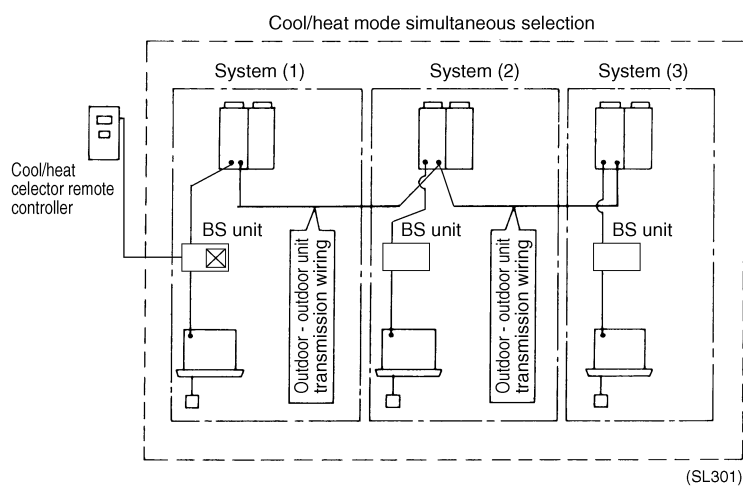 Cool/heat mode simultaneous selection
System (1)
System (2)
System (3)
Cool/heat
celector remote
controller
BS unit
BS unit
BS unit
Outdoor - outdoor unit
transmission wiring
Outdoor - outdoor unit
transmission wiring
(SL301)